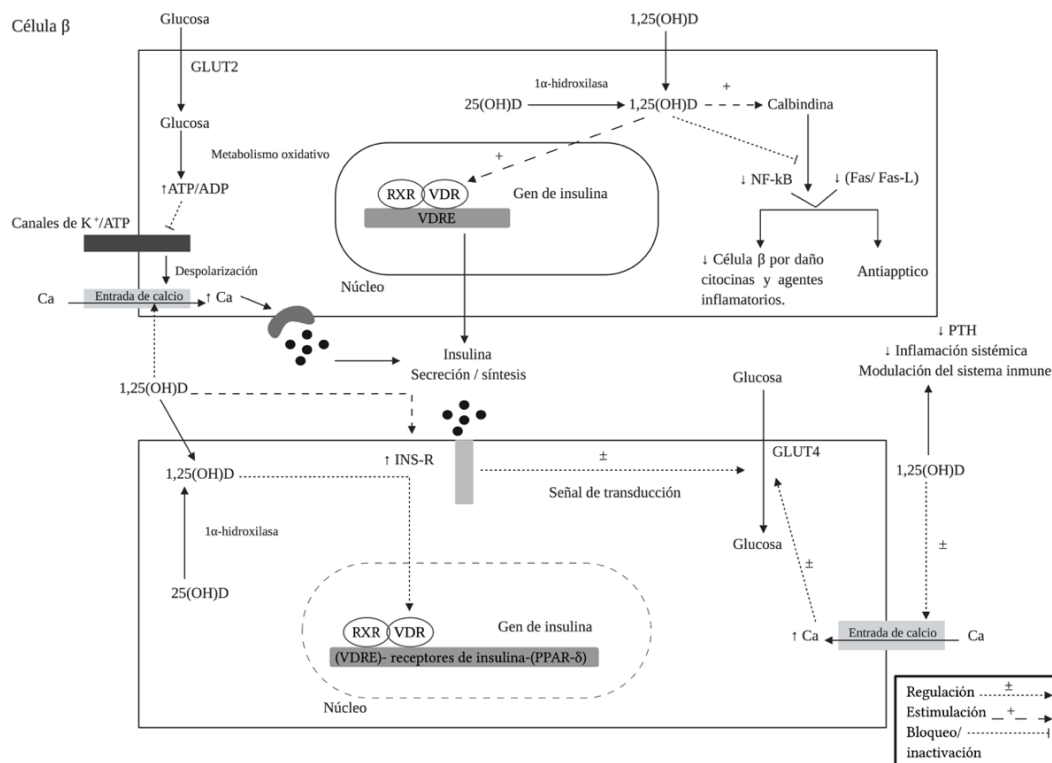 Célula β
Glucosa
1,25(OH)D
GLUT2
1α-hidroxilasa
+
25(OH)D
1,25(OH)D
Calbindina
Glucosa
Metabolismo oxidativo
+
↑ATP/ADP
RXR
VDR
Gen de insulina
VDRE
↓ NF-kB
↓ (Fas/ Fas-L)
Canales de K⁺/ATP
Despolarización
Núcleo
↓ Célula β por daño
citocinas y agentes
inflamatorios.
Antiapptico
Ca
Entrada de calcio
↑ Ca
Insulina
Secreción / síntesis
↓ PTH
↓ Inflamación sistémica
Modulación del sistema inmune
Glucosa
1,25(OH)D
↑ INS-R
±
GLUT4
1,25(OH)D
Señal de transducción
1,25(OH)D
1α-hidroxilasa
Glucosa
±
±
25(OH)D
RXR
VDR
Gen de insulina
(VDRE)- receptores de insulina-(PPAR-δ)
↑ Ca
Entrada de calcio
Ca
Núcleo
Regulación ±
Estimulación +
Bloqueo/
inactivación